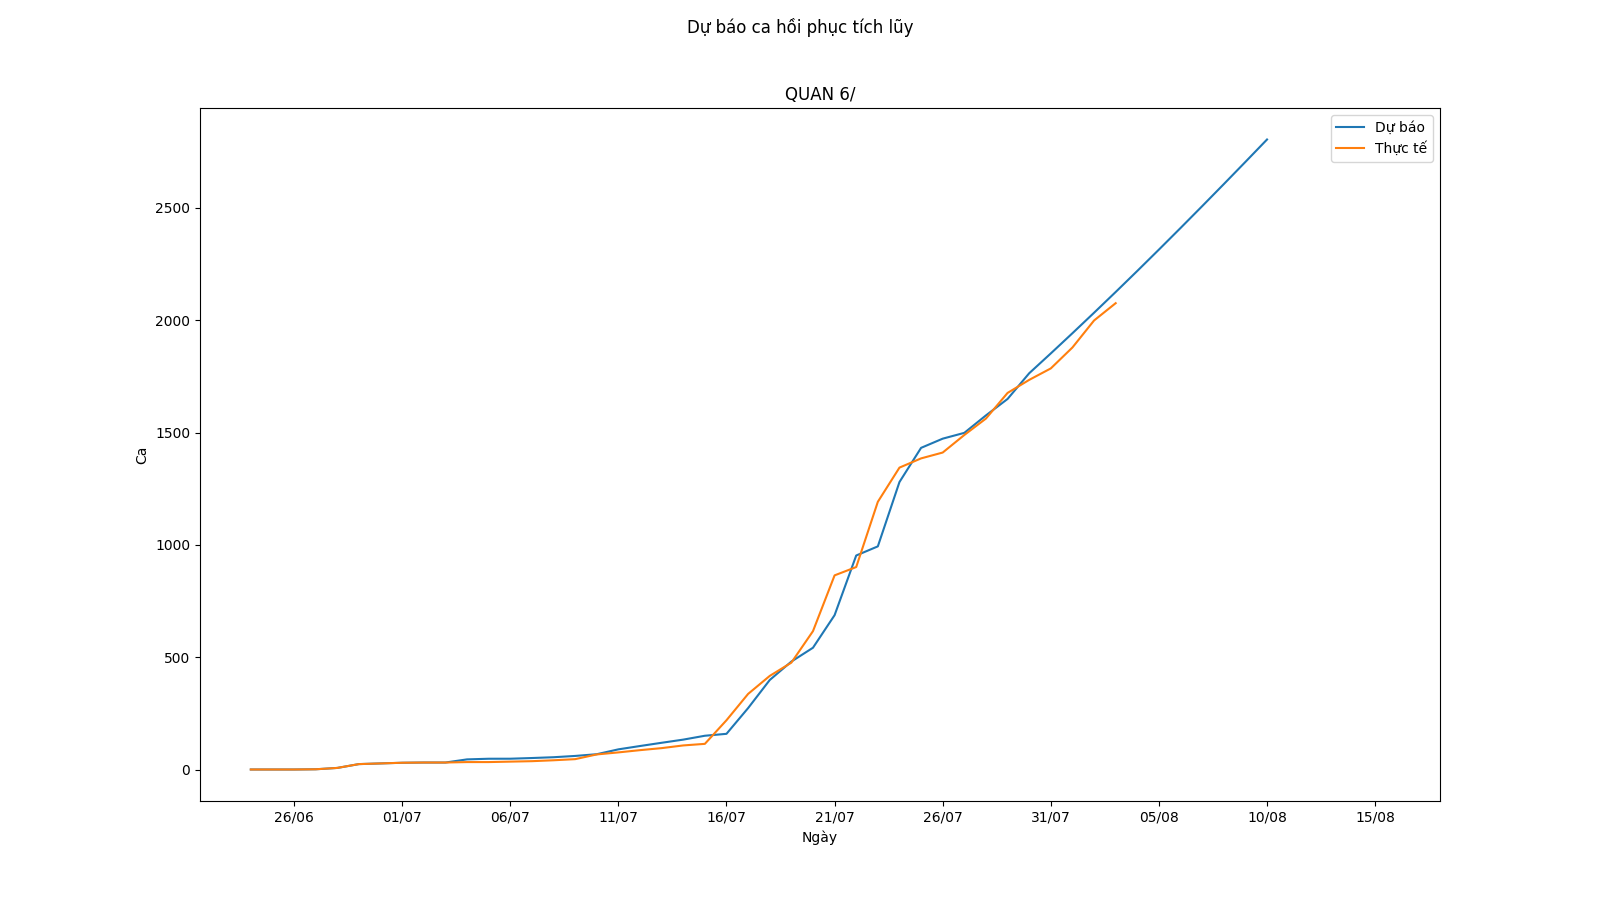 Dự báo ca hồi phục tích lũy
QUAN 6/
Dự báo
Thực tế
Ca
2500
2000
1500
1000
500
0
26/06 01/07 06/07 11/07 16/07 21/07 26/07 31/07 05/08 10/08 15/08
Ngày